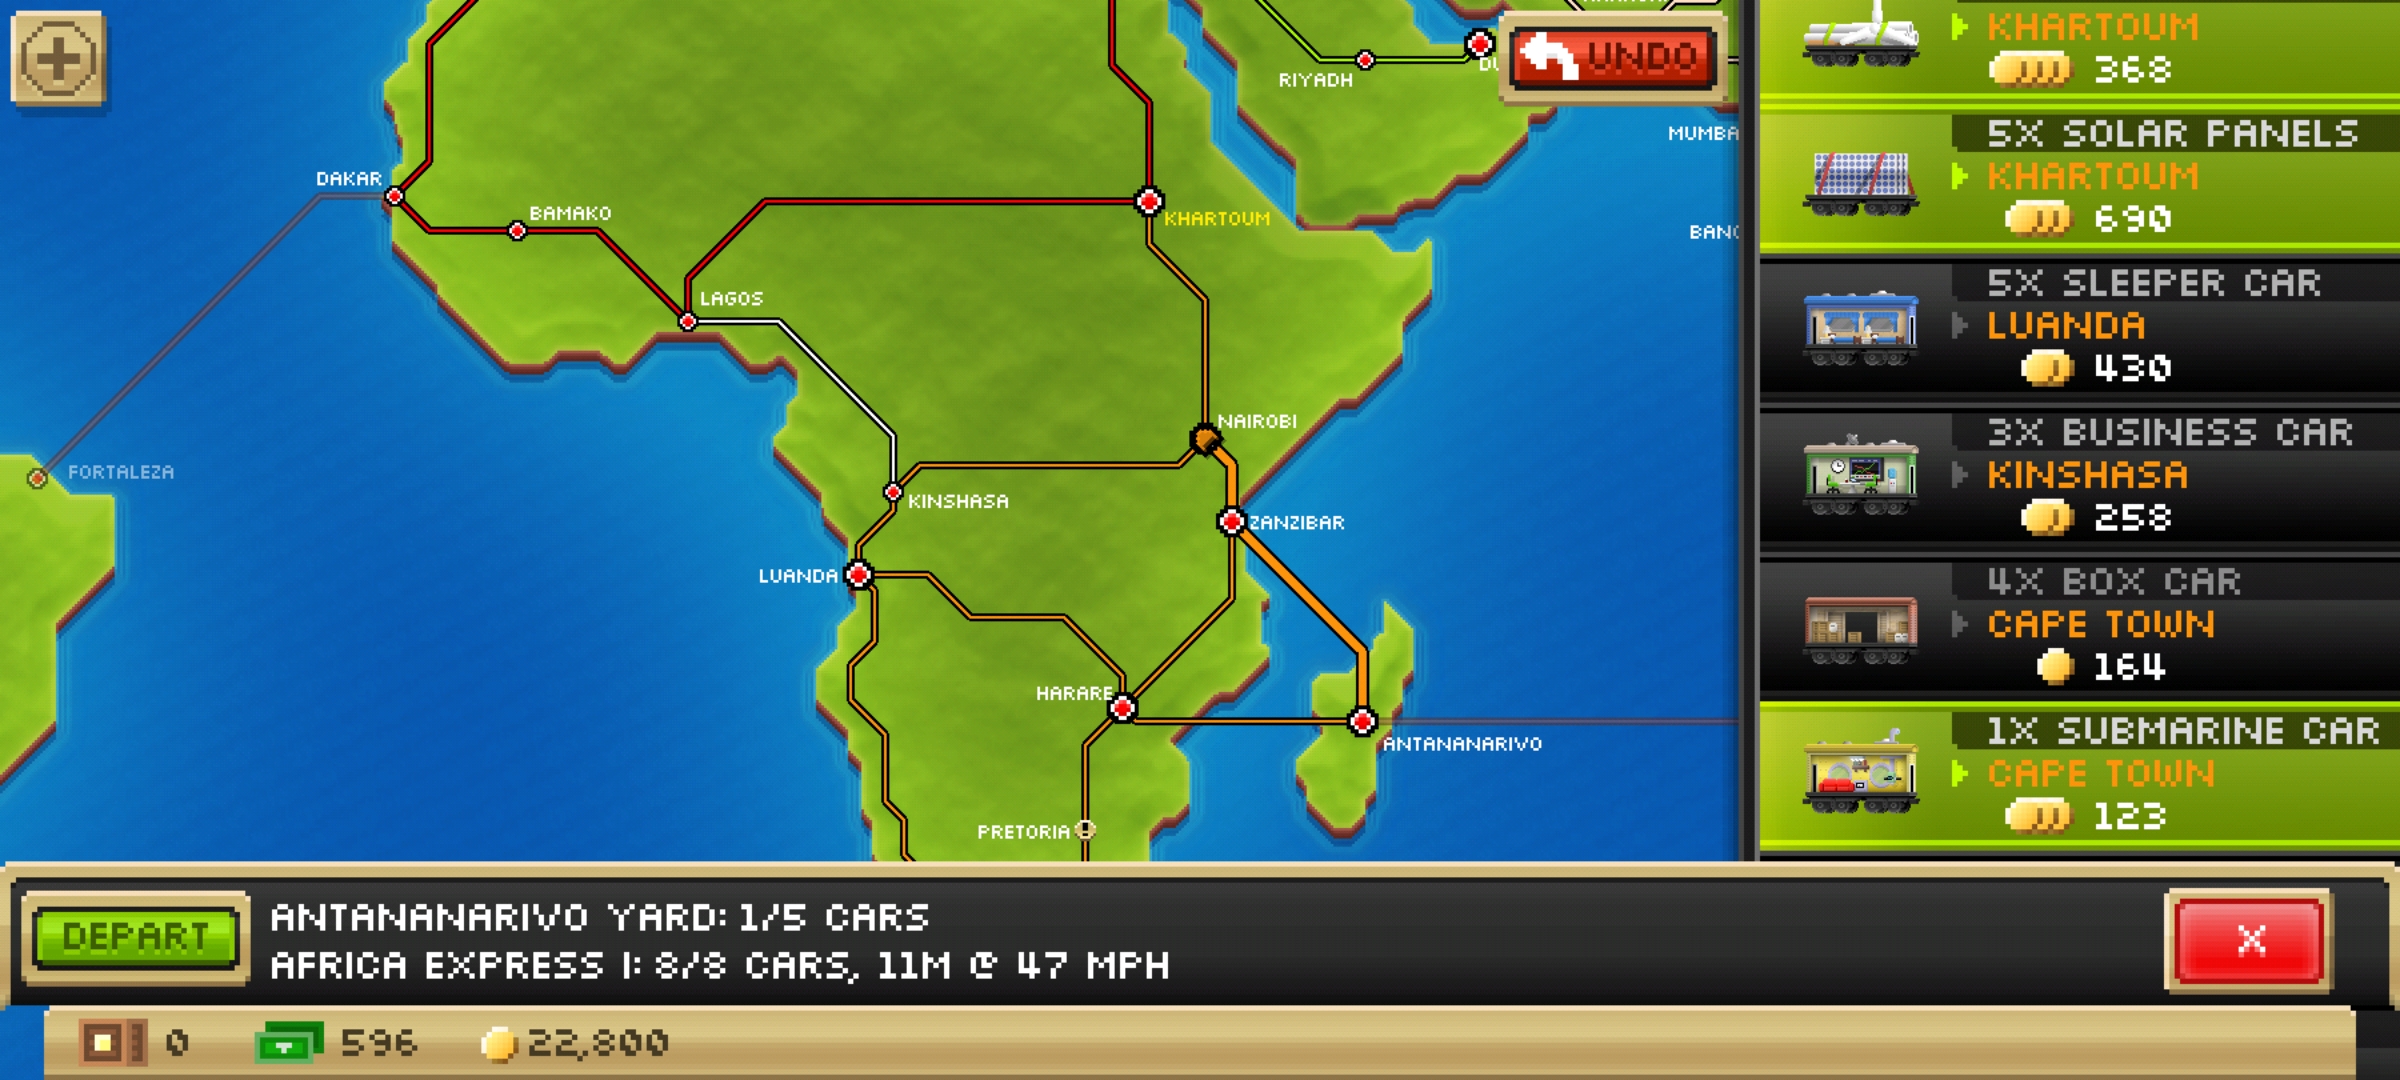 UNDO
RIYADH
DAKAR
BAMAKO
LAGOS
KHARTOUM
NAIROBI
FORTALEZA
KINSHASA
ZANZIBAR
LUANDA
HARARE
ANTANANARIVO
PRETORIA
KHARTOUM
368
5X SOLAR PANELS
KHARTOUM
690
5X SLEEPER CAR
LUANDA
430
3X BUSINESS CAR
KINSHASA
258
4X BOX CAR
CAPE TOWN
164
1X SUBMARINE CAR
CAPE TOWN
123
DEPART
ANTANANARIVO YARD: 1/5 CARS
AFRICA EXPRESS I: 8/8 CARS, 11M @ 47 MPH
X
0
596
22,800